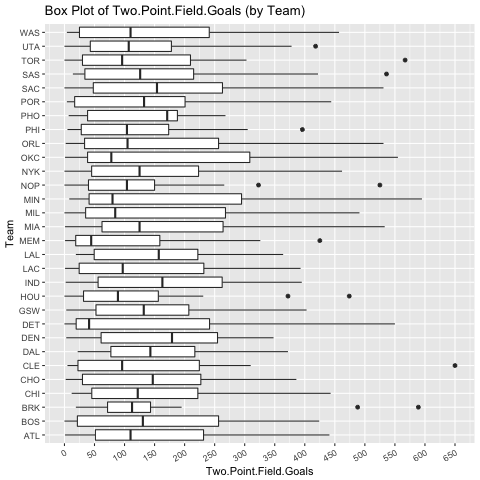 Box Plot of Two.Point.Field.Goals (by Team)
WAS
UTA
TOR
SAS
SAC
POR
PHO
PHI
ORL
OKC
NYK
NOP
MIN
MIL
MIA
MEM
LAL
LAC
IND
HOU
GSW
DET
DEN
DAL
CLE
CHO
CHI
BRK
BOS
ATL
Team
0 50 100 150 200 250 300 350 400 450 500 550 600 650
Two.Point.Field.Goals